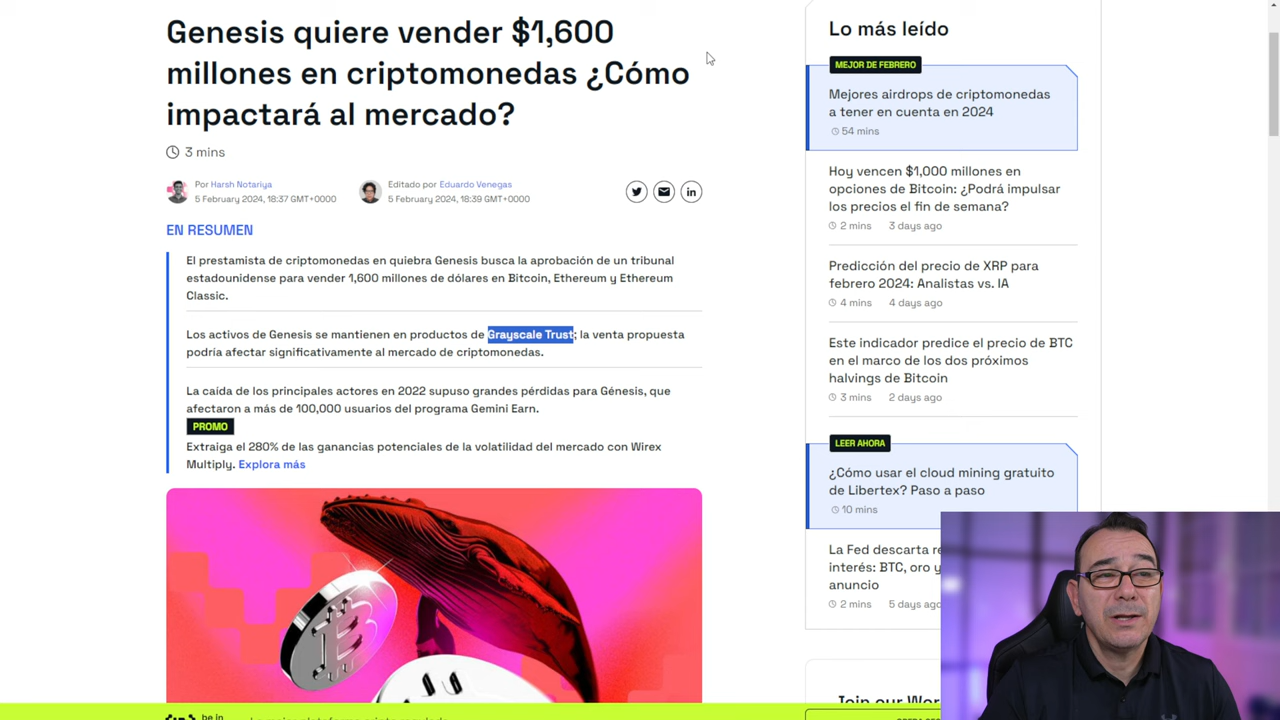 Genesis quiere vender $1,600
millones en criptomonedas ¿Cómo
impactará al mercado?
3 mins
Por Harsh Notariya
5 February 2024, 18:37 GMT+0000
Editado por Eduardo Venegas
5 February 2024, 18:39 GMT+0000
in
EN RESUMEN
El prestamista de criptomonedas en quiebra Genesis busca la aprobación de un tribunal
estadounidense para vender 1,600 millones de dólares en Bitcoin, Ethereum y Ethereum
Classic.
Los activos de Genesis se mantienen en productos de Grayscale Trust; la venta propuesta
podría afectar significativamente al mercado de criptomonedas.
La caída de los principales actores en 2022 supuso grandes pérdidas para Génesis, que
afectaron a más de 100,000 usuarios del programa Gemini Earn.
PROMO
Extraiga el 280% de las ganancias potenciales de la volatilidad del mercado con Wirex
Multiply. Explora más
Lo más leído
MEJOR DE FEBRERO
Mejores airdrops de criptomonedas
a tener en cuenta en 2024
54 mins
Hoy vencen $1,000 millones en
opciones de Bitcoin: ¿Podrá impulsar
los precios el fin de semana?
2 mins 3 days ago
Predicción del precio de XRP para
febrero 2024: Analistas vs. IA
4 mins 4 days ago
Este indicador predice el precio de BTC
en el marco de los dos próximos
halvings de Bitcoin
3 mins 2 days ago
LEER AHORA
¿Cómo usar el cloud mining gratuito
de Libertex? Paso a paso
10 mins
La Fed descarta
interés: BTC, oro y
anuncio
2 mins 5 days ago
Join our
be in